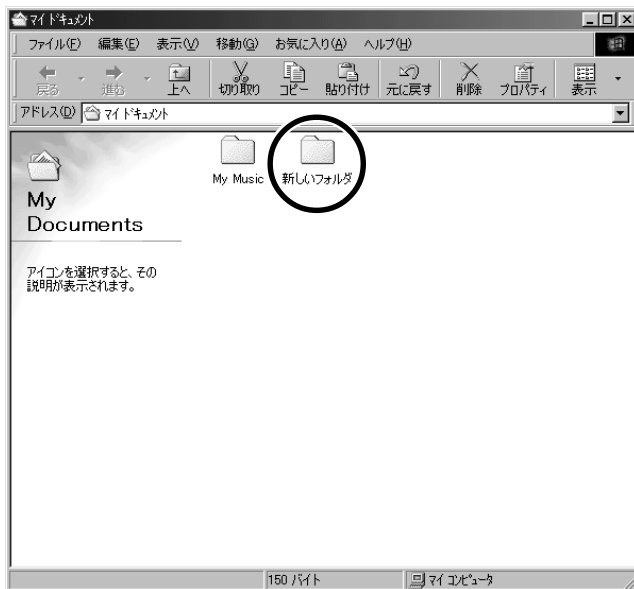 マイ ドキュメント
ファイル(F) 編集(E) 表示(V) 移動(G) お気に入り(A) ヘルプ(H)
戻る 進む 上へ 切り取り コピー 貼り付け 元に戻す 削除 プロパティ 表示
アドレス(D) マイ ドキュメント
My Music 新しいフォルダ
My
Documents
アイコンを選択すると、その
説明が表示されます。
150 バイト マイ コンピュータ